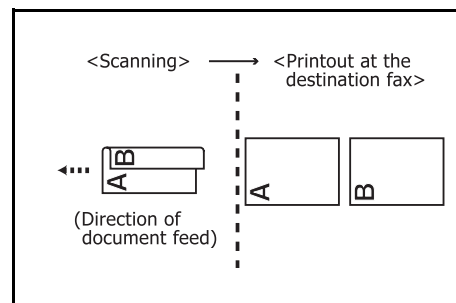 <Scanning>
<Printout at the
destination fax>
B
A
A
B
(Direction of
document feed)